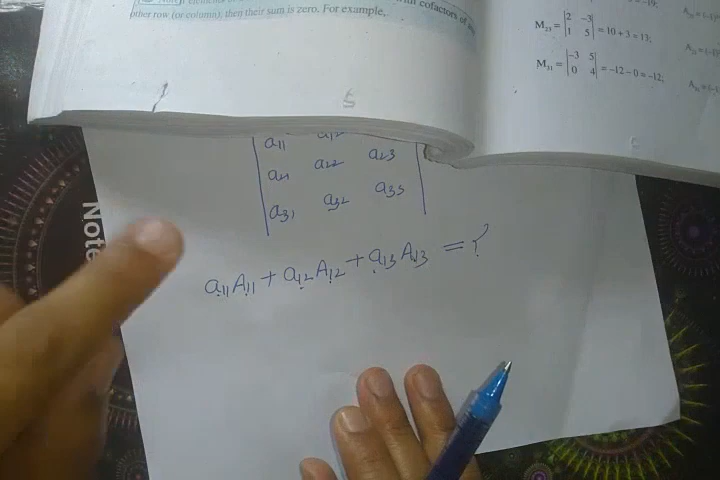 cofactors of
other row (or column), then their sum is zero. For example,
M₂₃ = |2 -3; 1 5| = 10 + 3 = 13;
M₃₁ = |-3 5; 0 4| = -12 - 0 = -12;
Note
a₁₁ a₁₂
a₂₁ a₂₂ a₂₃
a₃₁ a₃₂ a₃₃
a₁₁A₁₁ + a₁₂A₁₂ + a₁₃A₁₃ = ?